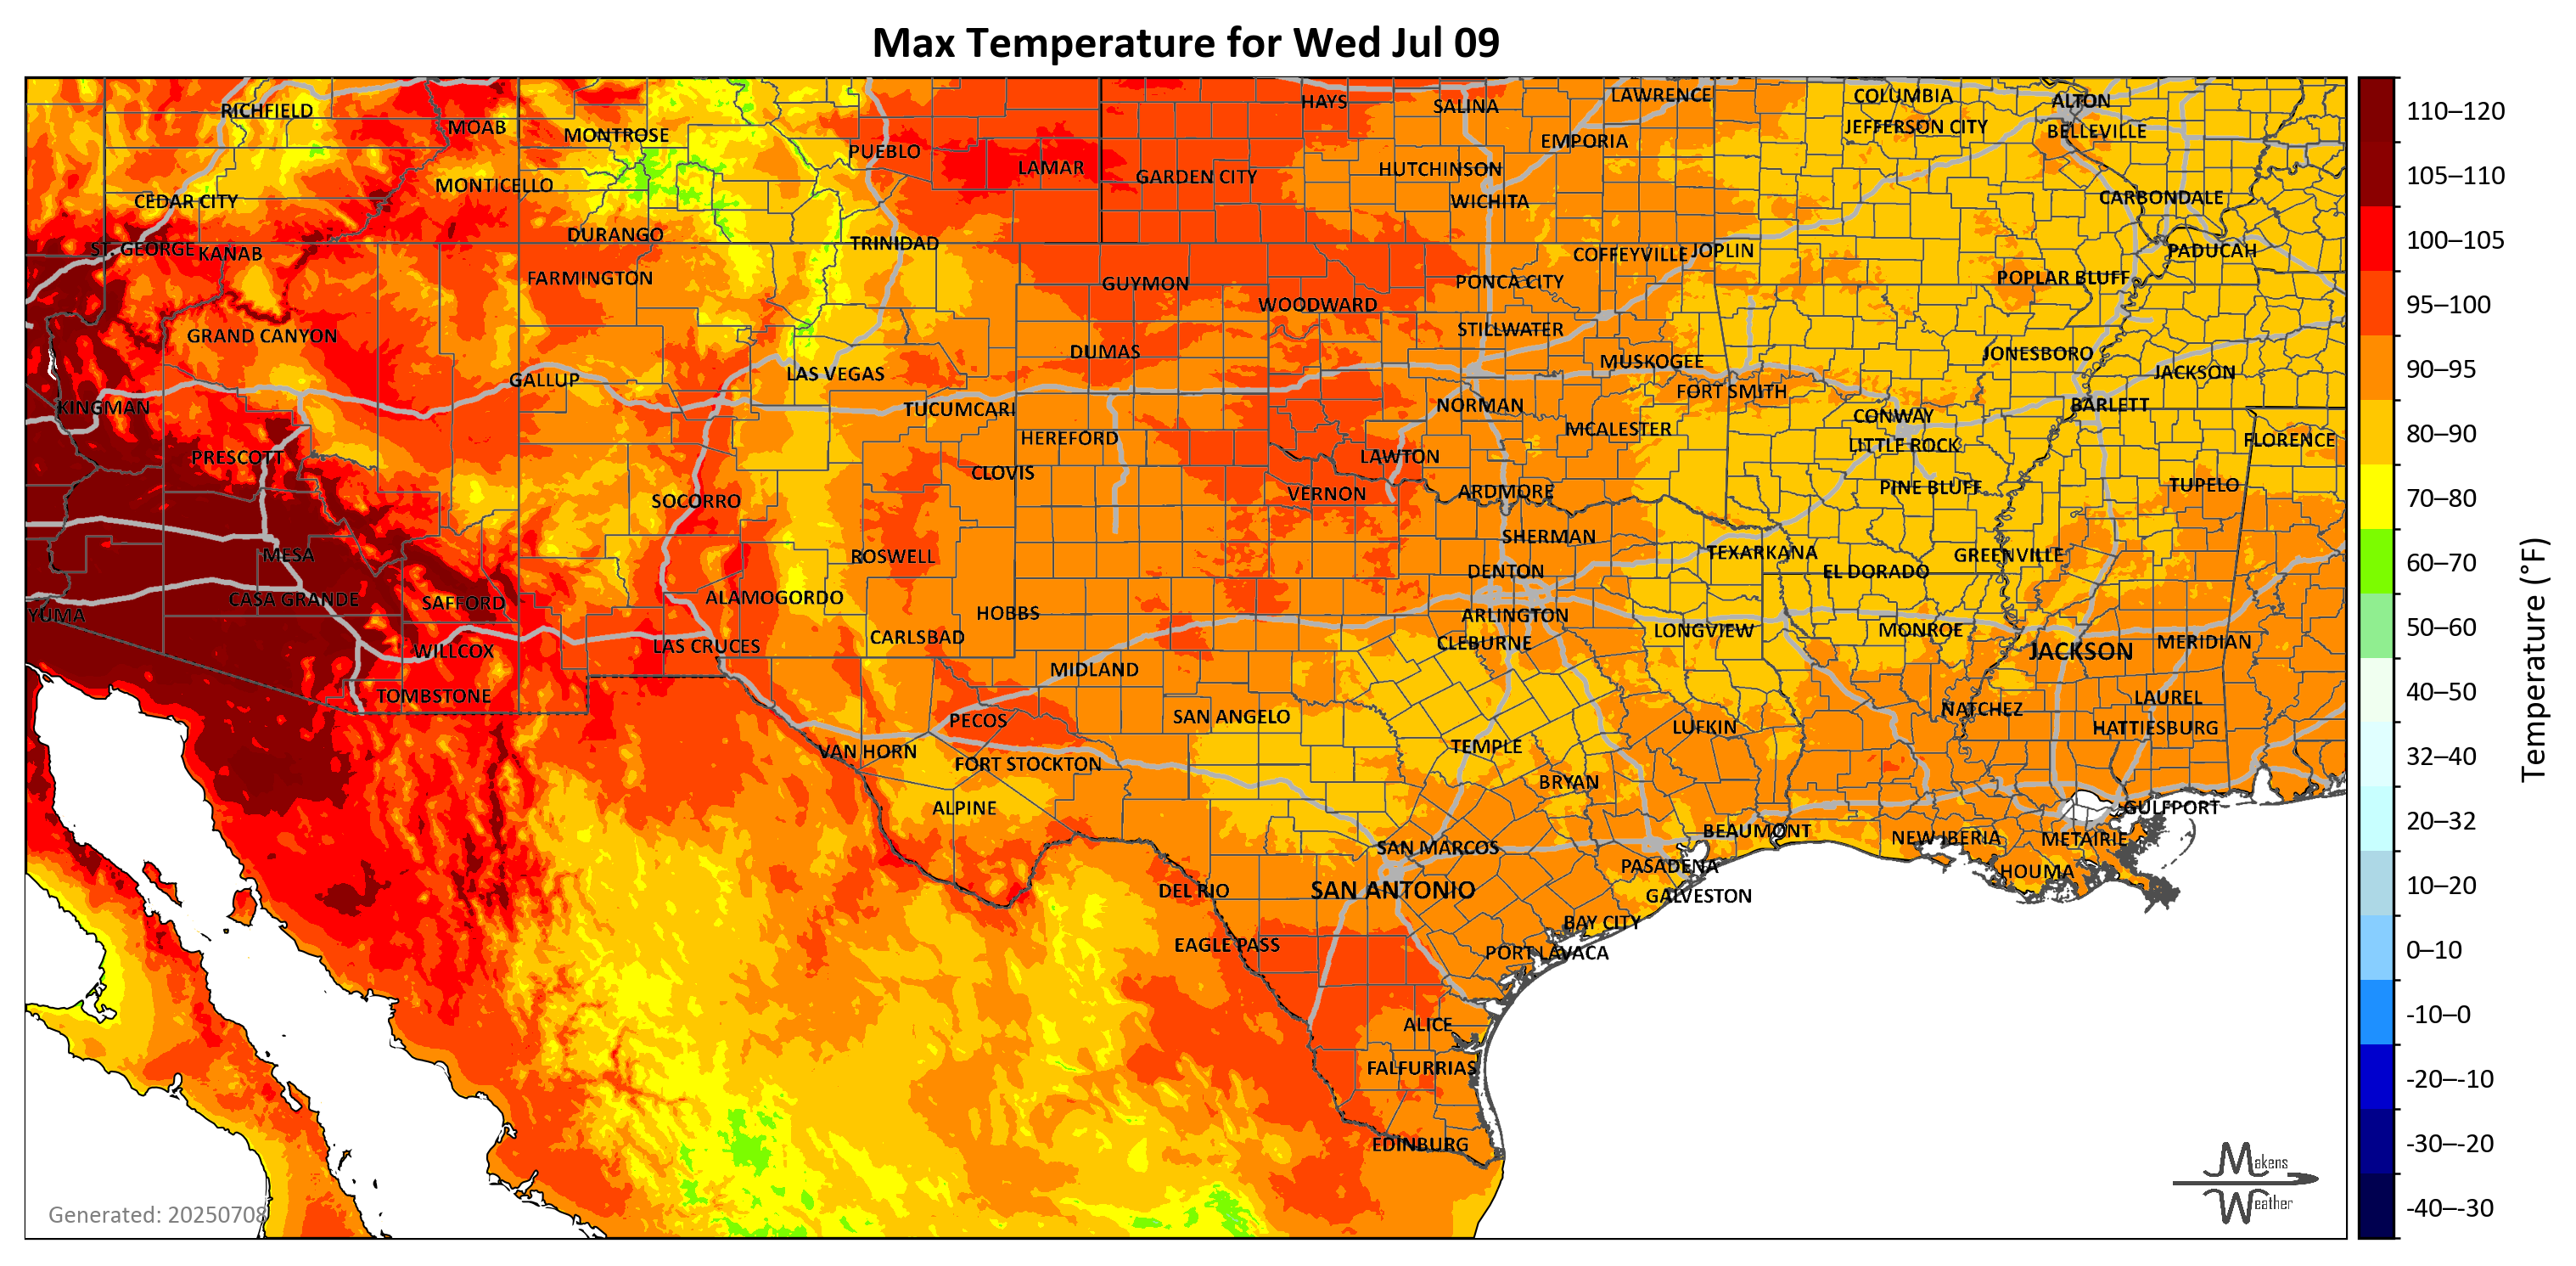 Max Temperature for Wed Jul 09
RICHFIELD
MOAB
MONTROSE
PUEBLO
LAMAR
HAYS
SALINA
LAWRENCE
COLUMBIA
ALTON
JEFFERSON CITY
BELLEVILLE
EMPORIA
HUTCHINSON
GARDEN CITY
MONTICELLO
CEDAR CITY
WICHITA
CARBONDALE
DURANGO
TRINIDAD
ST. GEORGE
KANAB
COFFEYVILLE
JOPLIN
PADUCAH
FARMINGTON
GUYMON
PONCA CITY
POPLAR BLUFF
WOODWARD
GRAND CANYON
STILLWATER
DUMAS
JONESBORO
MUSKOGEE
GALLUP
LAS VEGAS
JACKSON
FORT SMITH
KINGMAN
TUCUMCARI
NORMAN
CONWAY
BARLETT
MCALESTER
HEREFORD
LITTLE ROCK
FLORENCE
PRESCOTT
CLOVIS
LAWTON
SOCORRO
VERNON
ARDMORE
PINE BLUFF
TUPELO
SHERMAN
MESA
ROSWELL
TEXARKANA
GREENVILLE
DENTON
EL DORADO
CASA GRANDE
SAFFORD
ALAMOGORDO
YUMA
HOBBS
ARLINGTON
CARLSBAD
CLEBURNE
LONGVIEW
MONROE
MERIDIAN
WILLCOX
LAS CRUCES
JACKSON
MIDLAND
TOMBSTONE
LAUREL
PECOS
SAN ANGELO
NATCHEZ
LUFKIN
HATTIESBURG
VAN HORN
TEMPLE
FORT STOCKTON
BRYAN
ALPINE
GULFPORT
BEAUMONT
NEW IBERIA
METAIRIE
SAN MARCOS
PASADENA
HOUMA
DEL RIO
SAN ANTONIO
GALVESTON
BAY CITY
EAGLE PASS
PORT LAVACA
ALICE
FALFURRIAS
EDINBURG
Generated: 20250708
Makens
Weather
110–120
105–110
100–105
95–100
90–95
80–90
70–80
60–70
50–60
40–50
32–40
20–32
10–20
0–10
-10–0
-20–-10
-30–-20
-40–-30
Temperature (°F)